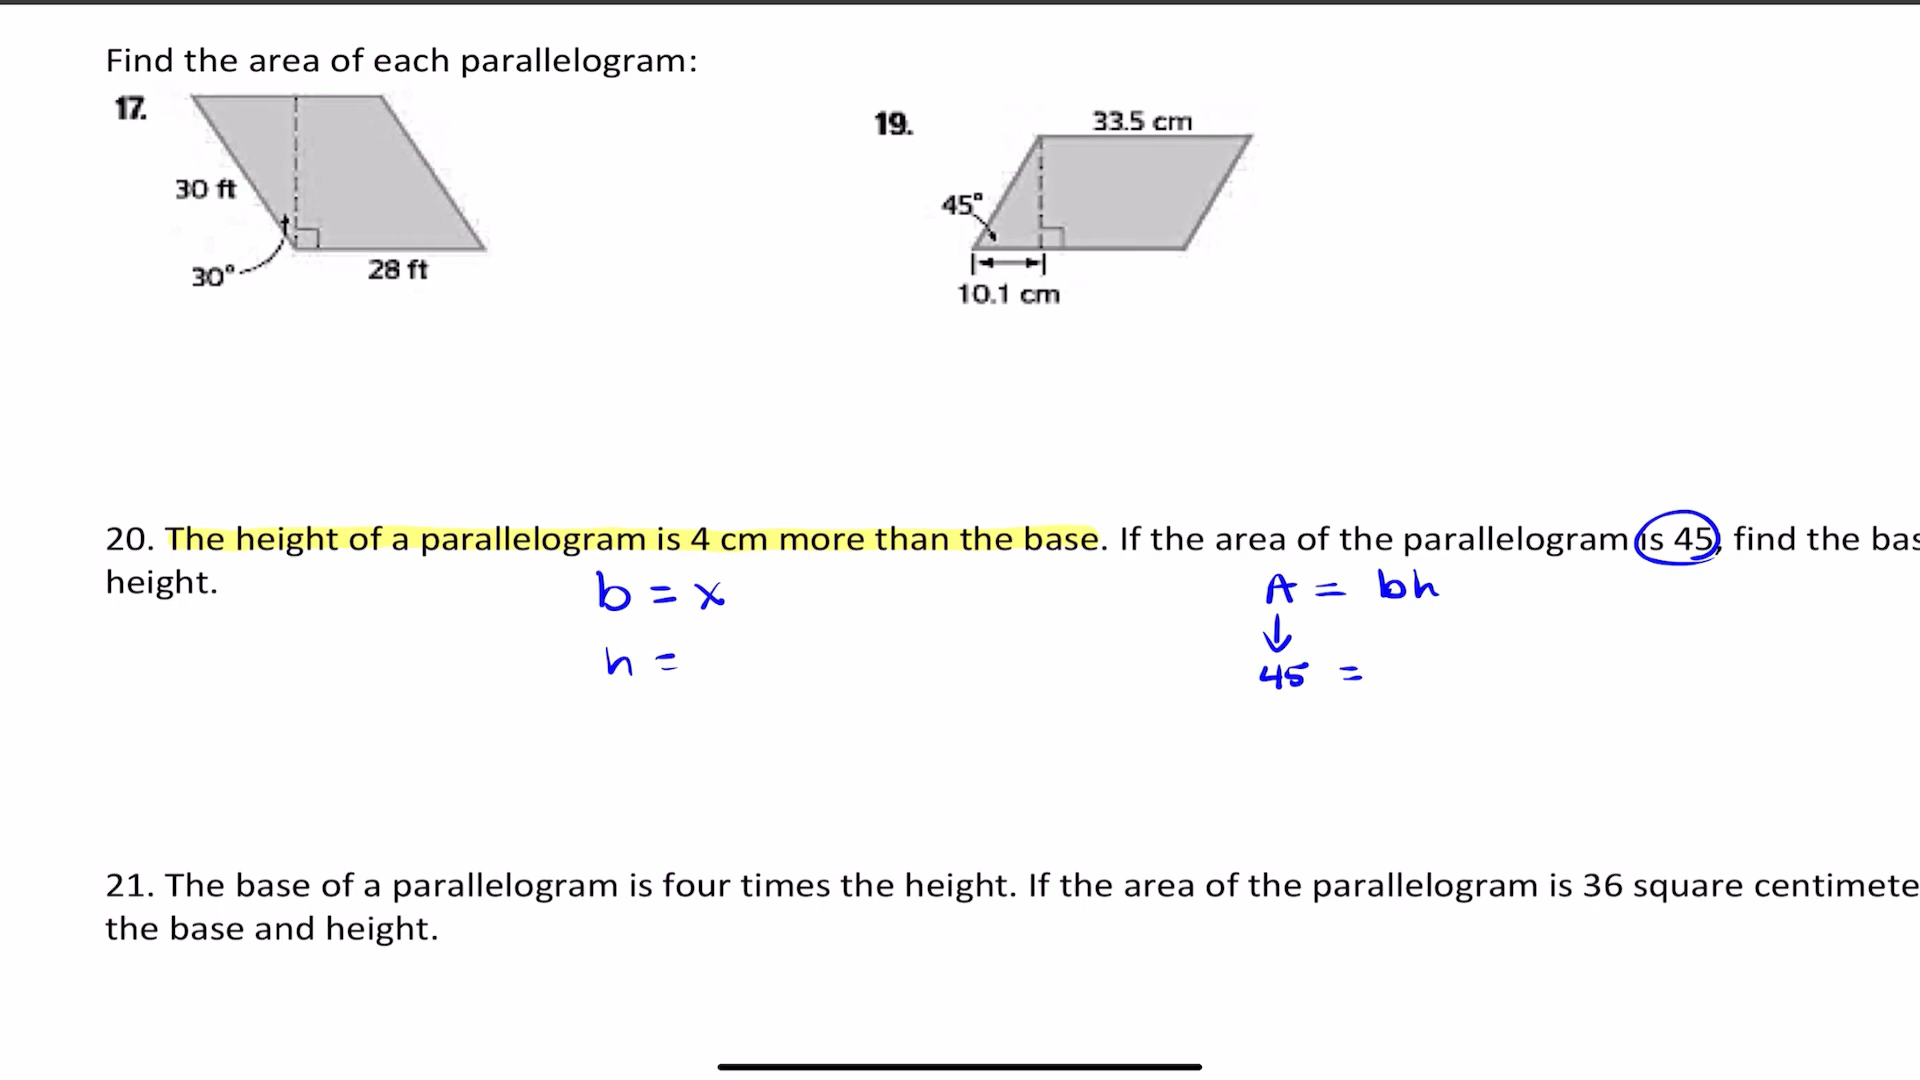 Find the area of each parallelogram:
17.
30 ft
30°
28 ft
19.
33.5 cm
45°
10.1 cm
20. The height of a parallelogram is 4 cm more than the base. If the area of the parallelogram is 45, find the bas
height.
b = x
h =
A = bh
↓
45 =
21. The base of a parallelogram is four times the height. If the area of the parallelogram is 36 square centimete
the base and height.